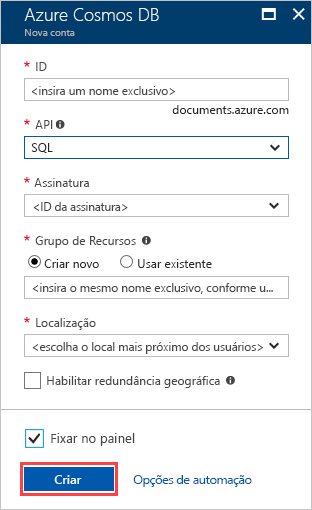 Azure Cosmos DB
Nova conta
* ID
<insira um nome exclusivo>
documents.azure.com
* API
SQL
* Assinatura
<ID da assinatura>
* Grupo de Recursos
Criar novo Usar existente
<insira o mesmo nome exclusivo, conforme u...
* Localização
<escolha o local mais próximo dos usuários>
Habilitar redundância geográfica
Fixar no painel
Criar Opções de automação